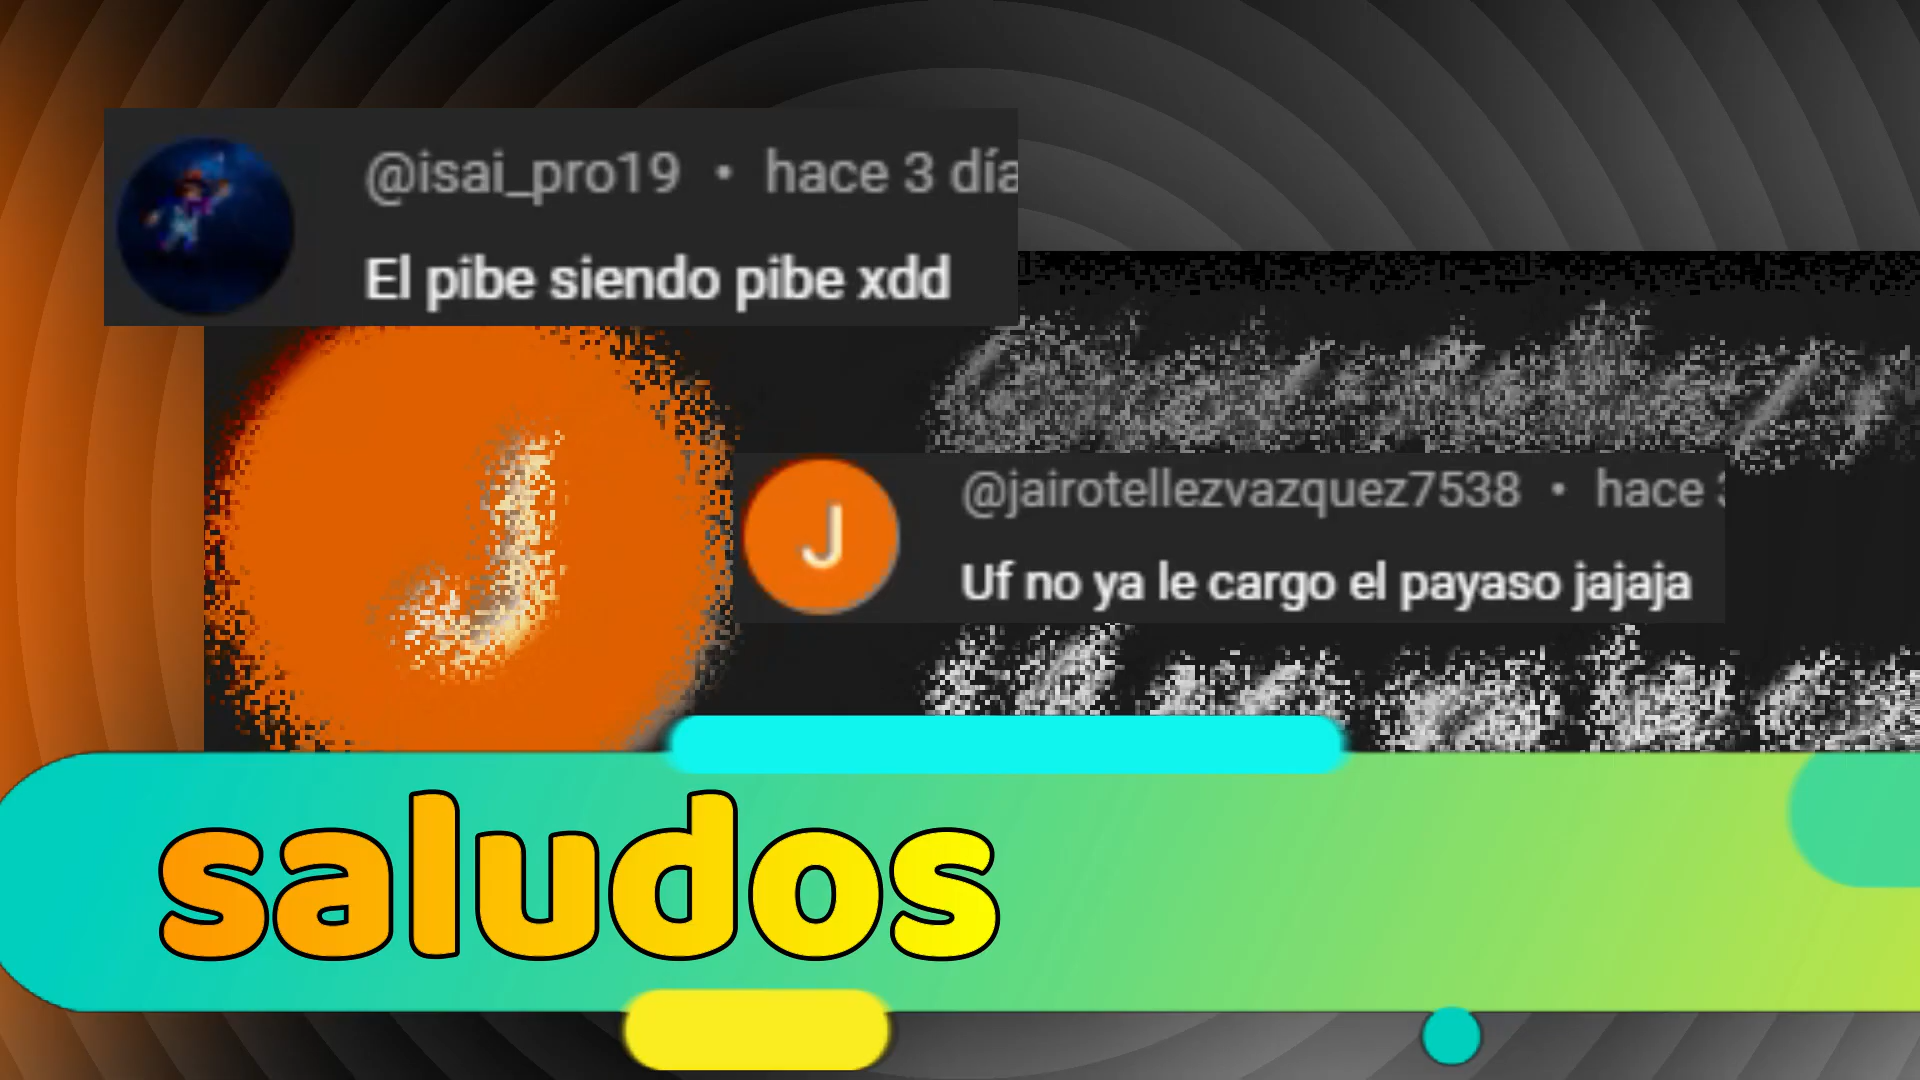 @isai_pro19 • hace 3 día
El pibe siendo pibe xdd
J
@jairotellezvazquez7538 • hace
Uf no ya le cargo el payaso jajaja
J
saludos